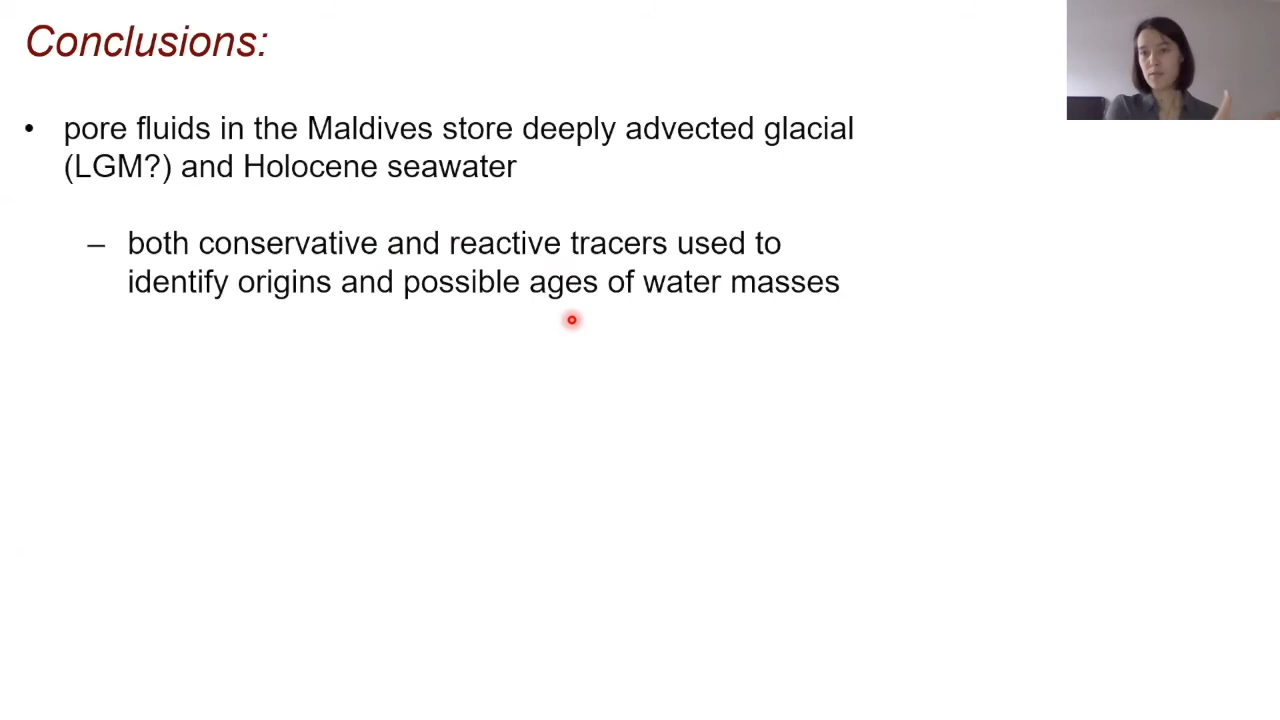 Conclusions:
• pore fluids in the Maldives store deeply advected glacial
(LGM?) and Holocene seawater
– both conservative and reactive tracers used to
identify origins and possible ages of water masses